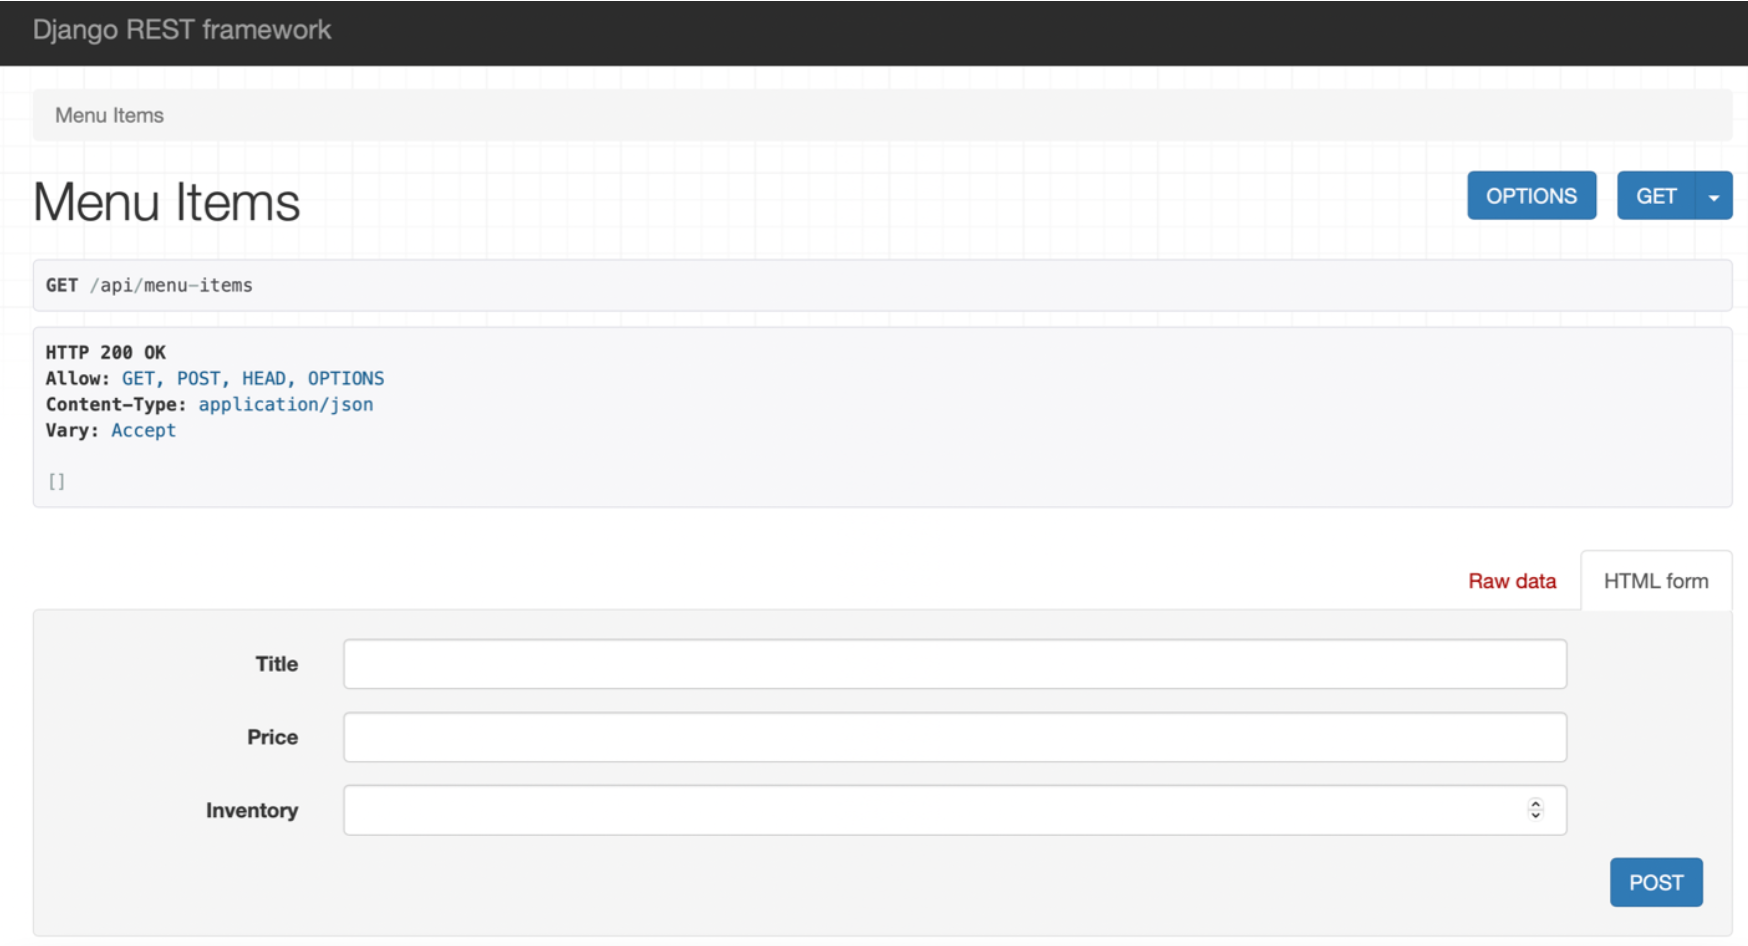 Django REST framework
Menu Items
Menu Items
OPTIONS
GET
GET /api/menu-items
HTTP 200 OK
Allow: GET, POST, HEAD, OPTIONS
Content-Type: application/json
Vary: Accept
[]
Raw data
HTML form
Title
Price
Inventory
POST